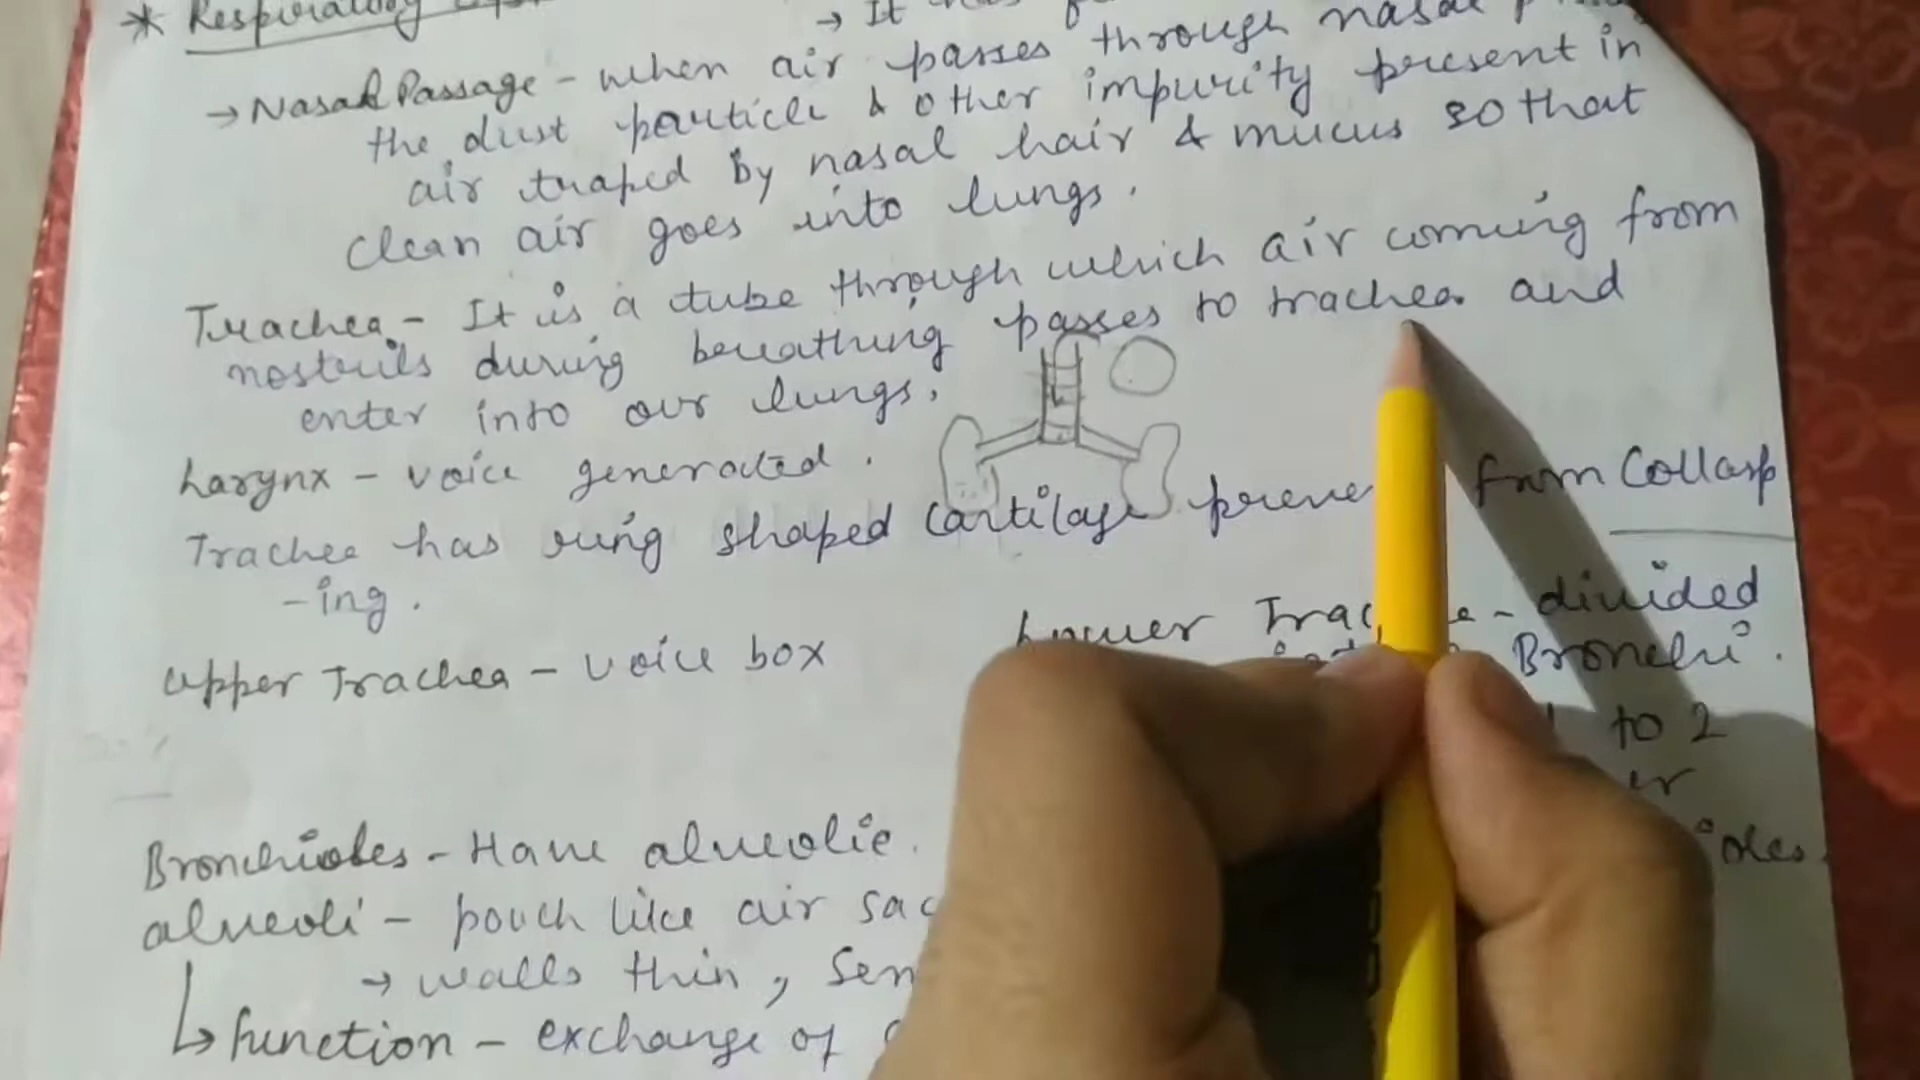 * Respiratory
→ It has
→ Nasal Passage - when air passes through nasal
the dust particle & other impurity present in
air traped by nasal hair & mucus so that
clean air goes into lungs.
Trachea - It is a tube through which air coming from
nostrils during breathing passes to trachea and
enter into our lungs.
Larynx - voice generated.
Trachea has ring shaped cartilage from Collasp
-ing.
Upper Trachea - voice box
Lower - divided
Bronchi.
to 2
Bronchioles - Have alveolie.
alveoli - pouch like air
→ walls thin,
↳ function - exchange of